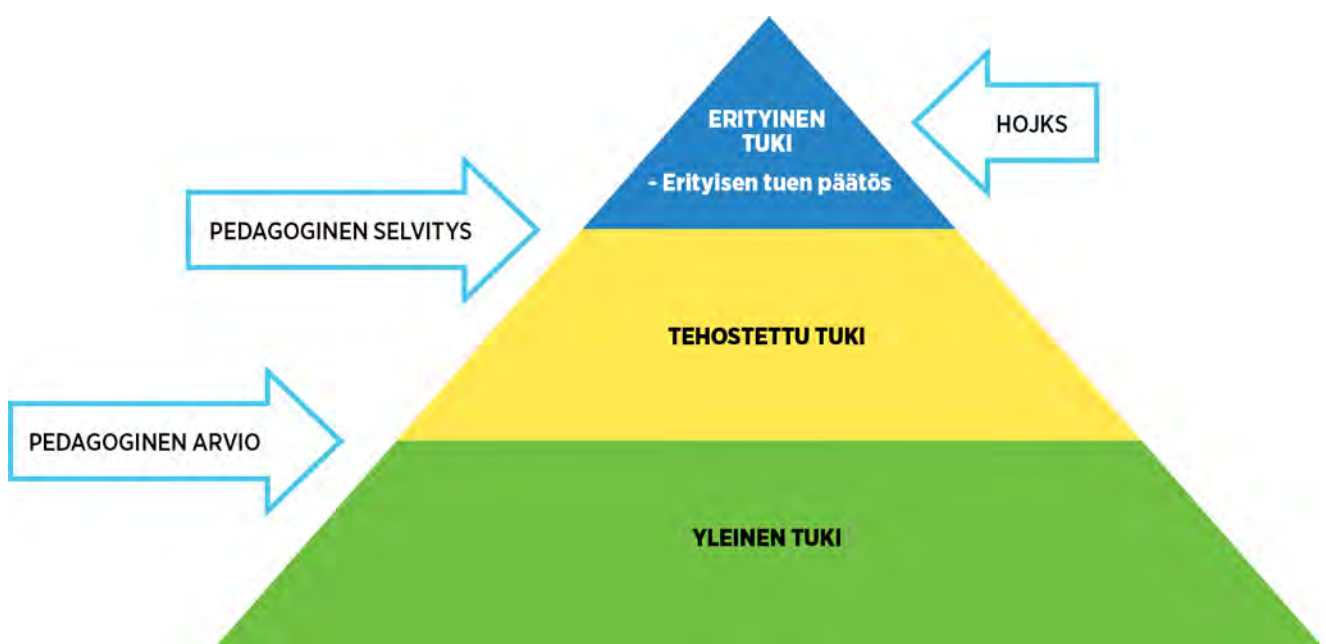 ERITYINEN
TUKI
- Erityisen tuen päätös
HOJKS
PEDAGOGINEN SELVITYS
TEHOSTETTU TUKI
PEDAGOGINEN ARVIO
YLEINEN TUKI